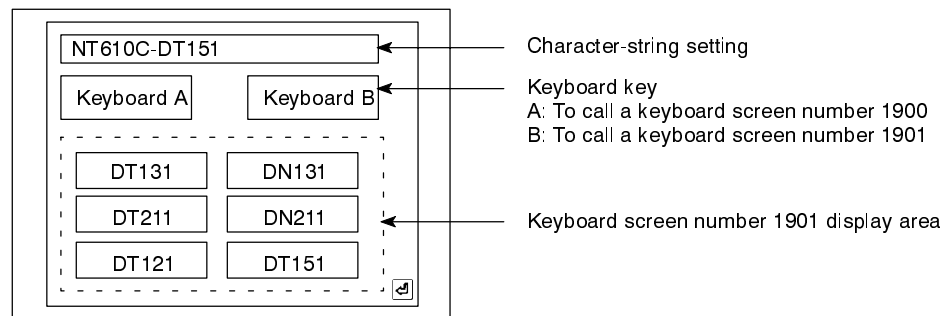 NT610C-DT151
Character-string setting
Keyboard A
Keyboard B
Keyboard key
A: To call a keyboard screen number 1900
B: To call a keyboard screen number 1901
DT131
DN131
DT211
DN211
Keyboard screen number 1901 display area
DT121
DT151